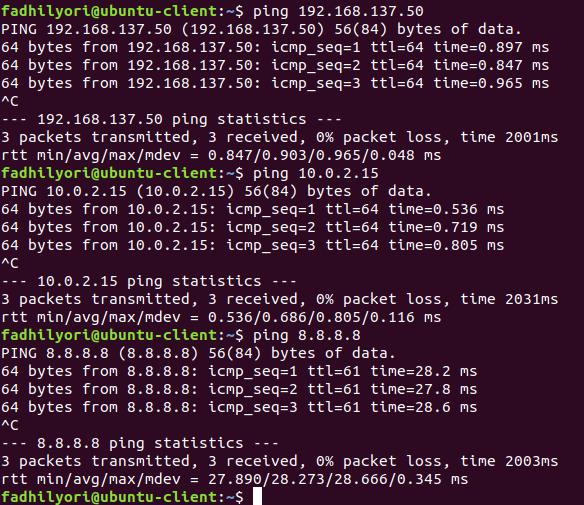 fadhilyori@ubuntu-client:~$ ping 192.168.137.50
PING 192.168.137.50 (192.168.137.50) 56(84) bytes of data.
64 bytes from 192.168.137.50: icmp_seq=1 ttl=64 time=0.897 ms
64 bytes from 192.168.137.50: icmp_seq=2 ttl=64 time=0.847 ms
64 bytes from 192.168.137.50: icmp_seq=3 ttl=64 time=0.965 ms
^C
--- 192.168.137.50 ping statistics ---
3 packets transmitted, 3 received, 0% packet loss, time 2001ms
rtt min/avg/max/mdev = 0.847/0.903/0.965/0.048 ms
fadhilyori@ubuntu-client:~$ ping 10.0.2.15
PING 10.0.2.15 (10.0.2.15) 56(84) bytes of data.
64 bytes from 10.0.2.15: icmp_seq=1 ttl=64 time=0.536 ms
64 bytes from 10.0.2.15: icmp_seq=2 ttl=64 time=0.719 ms
64 bytes from 10.0.2.15: icmp_seq=3 ttl=64 time=0.805 ms
^C
--- 10.0.2.15 ping statistics ---
3 packets transmitted, 3 received, 0% packet loss, time 2031ms
rtt min/avg/max/mdev = 0.536/0.686/0.805/0.116 ms
fadhilyori@ubuntu-client:~$ ping 8.8.8.8
PING 8.8.8.8 (8.8.8.8) 56(84) bytes of data.
64 bytes from 8.8.8.8: icmp_seq=1 ttl=61 time=28.2 ms
64 bytes from 8.8.8.8: icmp_seq=2 ttl=61 time=27.8 ms
64 bytes from 8.8.8.8: icmp_seq=3 ttl=61 time=28.6 ms
^C
--- 8.8.8.8 ping statistics ---
3 packets transmitted, 3 received, 0% packet loss, time 2003ms
rtt min/avg/max/mdev = 27.890/28.273/28.666/0.345 ms
fadhilyori@ubuntu-client:~$